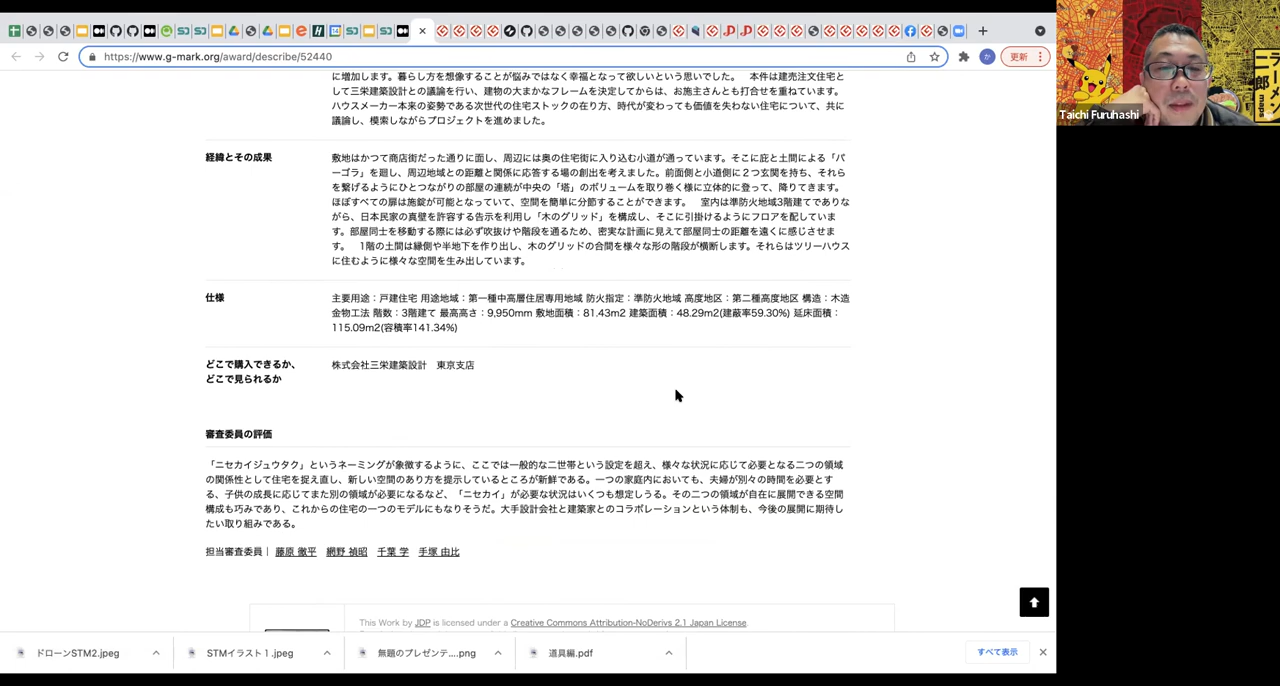 https://www.g-mark.org/award/describe/52440
更新
Taichi Furuhashi
に増加します。暮らし方を想像することが悩みではなく幸福となって欲しいという思いでした。　本件は建売注文住宅と
して三栄建築設計との議論を行い、建物の大まかなフレームを決定してからは、お施主さんとも打合せを重ねています。
ハウスメーカー本来の姿勢である次世代の住宅ストックの在り方、時代が変わっても価値を失わない住宅について、共に
議論し、模索しながらプロジェクトを進めました。
経緯とその成果
敷地はかつて商店街だった通りに面し、周辺には奥の住宅街に入り込む小道が通っています。そこに庇と土間による「パ
ーゴラ」を廻し、周辺地域との距離と関係に応答する場の創出を考えました。前面側と小道側に２つ玄関を持ち、それら
を繋げるようにひとつながりの部屋の連続が中央の「塔」のボリュームを取り巻く様に立体的に登って、降りてきます。
ほぼすべての扉は施錠が可能となっていて、空間を簡単に分節することができます。　室内は準防火地域3階建てでありな
がら、日本民家の真壁を許容する告示を利用し「木のグリッド」を構成し、そこに引掛けるようにフロアを配していま
す。部屋同士を移動する際には必ず吹抜けや階段を通るため、密実な計画に見えて部屋同士の距離を遠くに感じさせま
す。　1階の土間は縁側や半地下を作り出し、木のグリッドの合間を様々な形の階段が横断します。それらはツリーハウス
に住むように様々な空間を生み出しています。
仕様
主要用途：戸建住宅 用途地域：第一種中高層住居専用地域 防火指定：準防火地域 高度地区：第二種高度地区 構造：木造
金物工法 階数：3階建て 最高高さ：9,950mm 敷地面積：81.43m2 建築面積：48.29m2(建蔽率59.30%) 延床面積：
115.09m2(容積率141.34%)
どこで購入できるか、
どこで見られるか
株式会社三栄建築設計　東京支店
審査委員の評価
「ニセカイジュウタク」というネーミングが象徴するように、ここでは一般的な二世帯という設定を超え、様々な状況に応じて必要となる二つの領域
の関係性として住宅を捉え直し、新しい空間のあり方を提示しているところが新鮮である。一つの家庭内においても、夫婦が別々の時間を必要とす
る、子供の成長に応じてまた別の領域が必要になるなど、「ニセカイ」が必要な状況はいくつも想定しうる。その二つの領域が自在に展開できる空間
構成も巧みであり、これからの住宅の一つのモデルにもなりそうだ。大手設計会社と建築家とのコラボレーションという体制も、今後の展開に期待し
たい取り組みである。
担当審査委員｜ 藤原 徹平　網野 禎昭　千葉 学　手塚 由比
This Work by JDP is licensed under a Creative Commons Attribution-NoDerivs 2.1 Japan License.
ドローンSTM2.jpeg
STMイラスト１.jpeg
無題のプレゼンテ....png
道具編.pdf
すべて表示